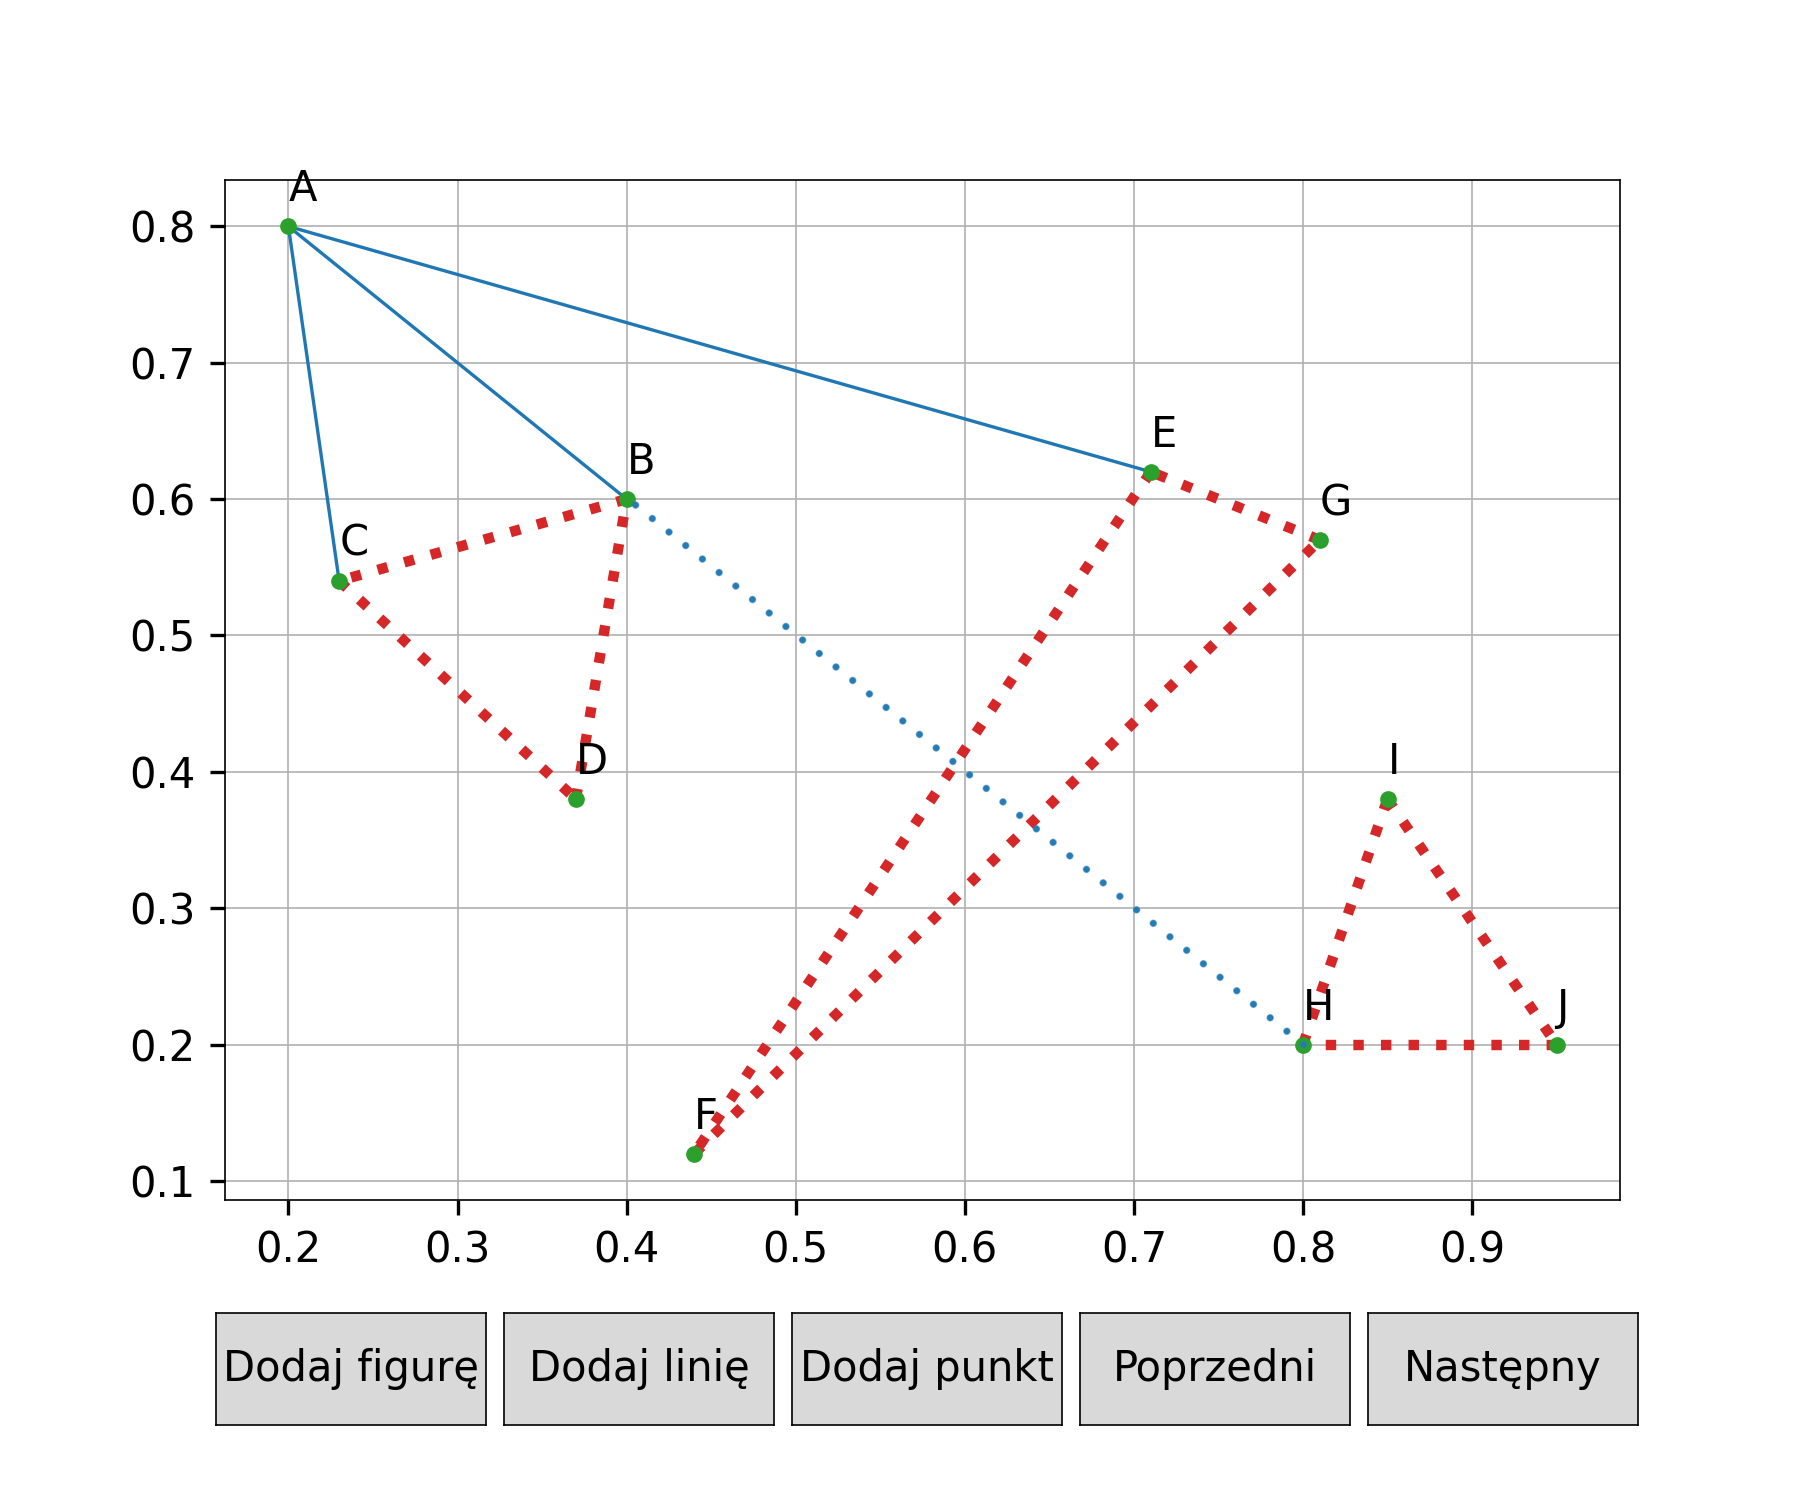 A
0.8
0.7
E
B
G
0.6
C
0.5
D
I
0.4
0.3
H
J
0.2
F
0.1
0.2 0.3 0.4 0.5 0.6 0.7 0.8 0.9
Dodaj figurę Dodaj linię Dodaj punkt Poprzedni Następny